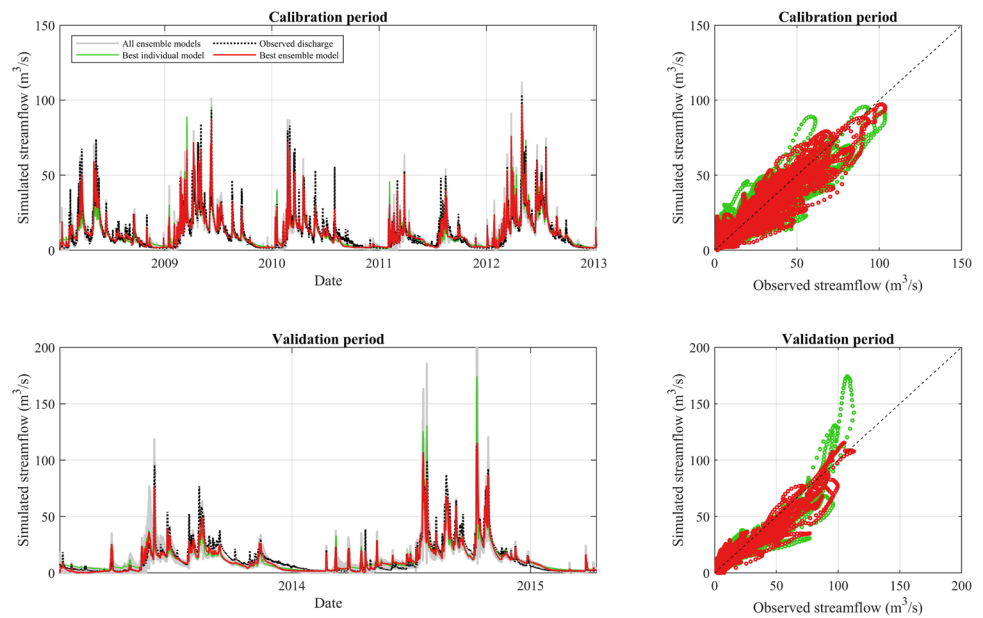 Calibration period
150
100
50
0
Simulated streamflow (m³/s)
All ensemble models
Observed discharge
Best individual model
Best ensemble model
2009
2010
2011
2012
2013
Date
Calibration period
150
100
50
0
Simulated streamflow (m³/s)
0
50
100
150
Observed streamflow (m³/s)
Validation period
200
150
100
50
0
Simulated streamflow (m³/s)
2014
2015
Date
Validation period
200
150
100
50
0
Simulated streamflow (m³/s)
0
50
100
150
200
Observed streamflow (m³/s)